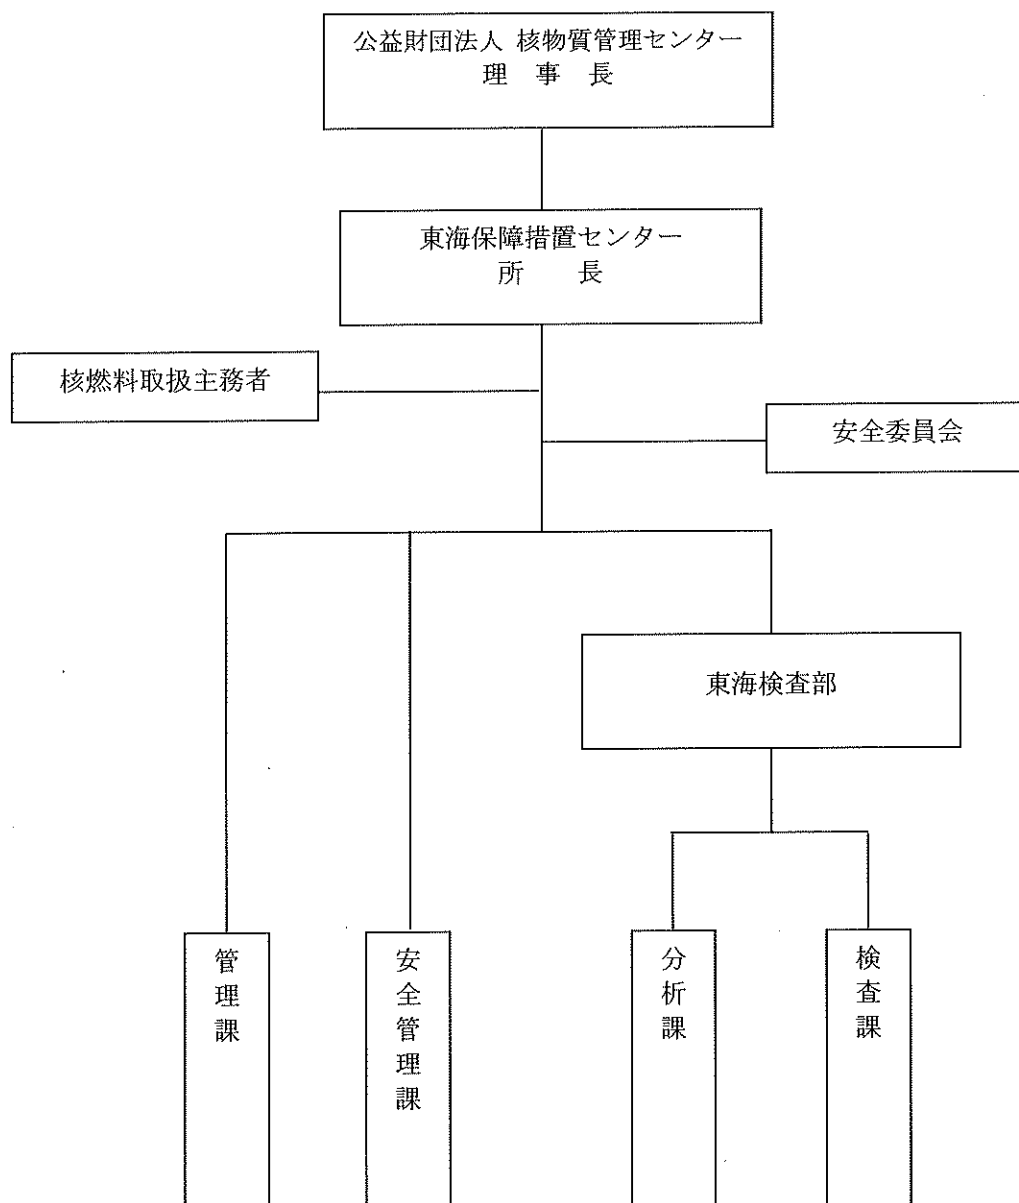 公益財団法人 核物質管理センター
理 事 長
東海保障措置センター
所 長
核燃料取扱主務者
安全委員会
東海検査部
管理課
安全管理課
分析課
検査課